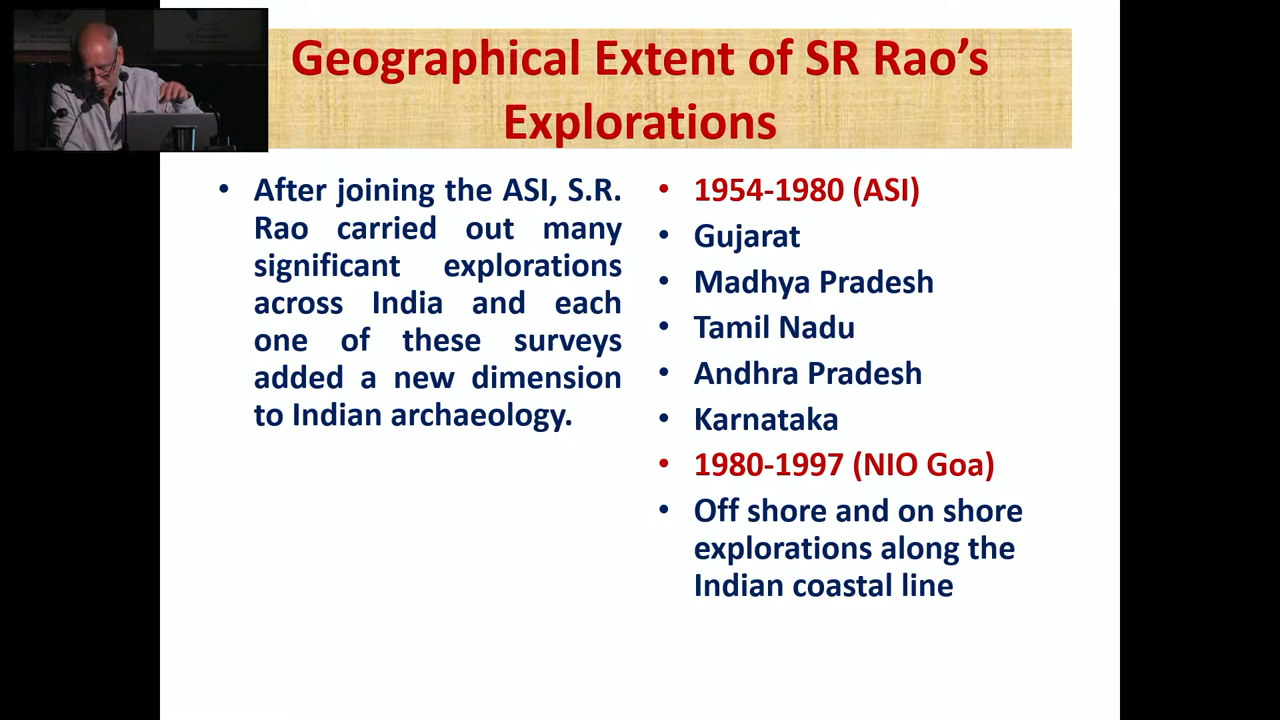 Geographical Extent of SR Rao’s
Explorations
• After joining the ASI, S.R.
Rao carried out many
significant explorations
across India and each
one of these surveys
added a new dimension
to Indian archaeology.
• 1954-1980 (ASI)
• Gujarat
• Madhya Pradesh
• Tamil Nadu
• Andhra Pradesh
• Karnataka
• 1980-1997 (NIO Goa)
• Off shore and on shore
explorations along the
Indian coastal line